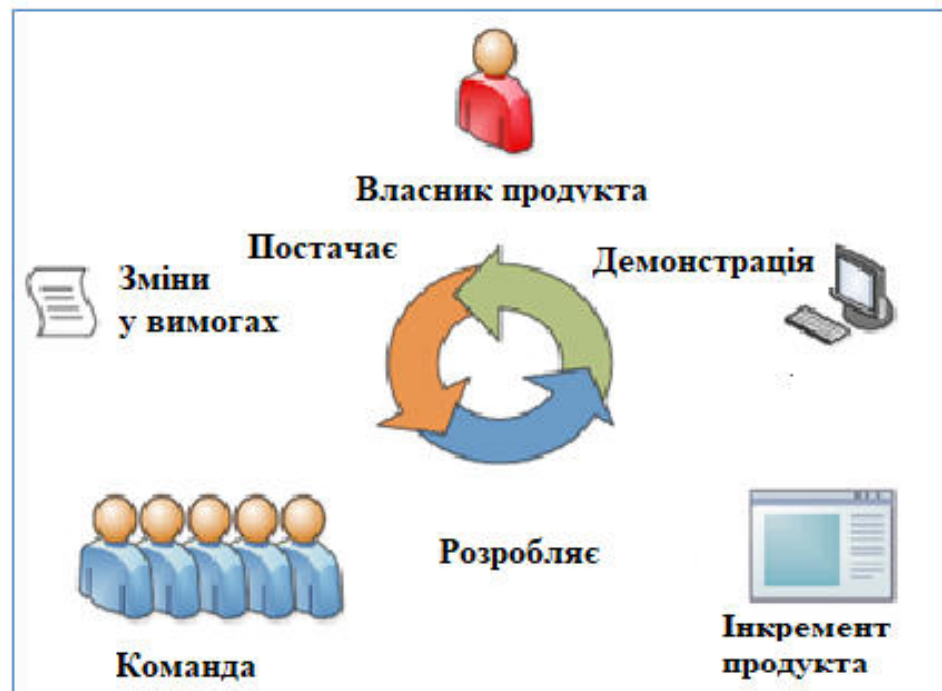 Власник продукта
Постачає
Демонстрація
Зміни
у вимогах
Розробляє
Команда
Інкремент
продукта